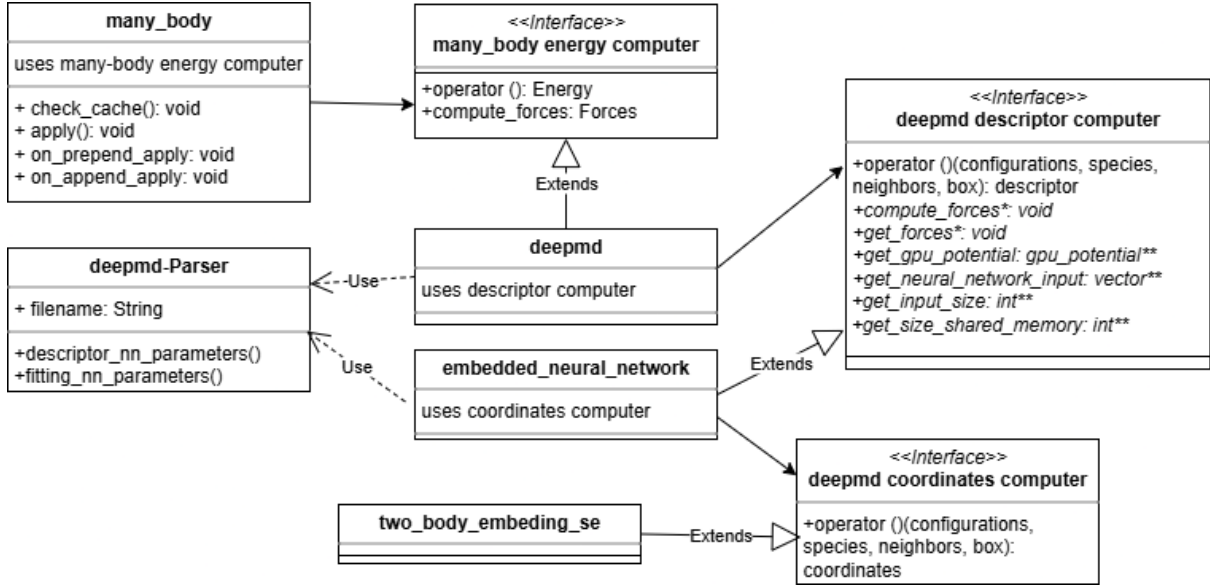 many_body
uses many-body energy computer
+ check_cache(): void
+ apply(): void
+ on_prepend_apply: void
+ on_append_apply: void
<<Interface>>
many_body energy computer
+operator (): Energy
+compute_forces: Forces
Extends
<<Interface>>
deepmd descriptor computer
+operator ()(configurations, species,
neighbors, box): descriptor
+compute_forces*: void
+get_forces*: void
+get_gpu_potential: gpu_potential**
+get_neural_network_input: vector**
+get_input_size: int**
+get_size_shared_memory: int**
deepmd
uses descriptor computer
deepmd-Parser
+ filename: String
+descriptor_nn_parameters()
+fitting_nn_parameters()
Use
Use
embedded_neural_network
uses coordinates computer
Extends
<<Interface>>
deepmd coordinates computer
+operator ()(configurations,
species, neighbors, box):
coordinates
two_body_embeding_se
Extends